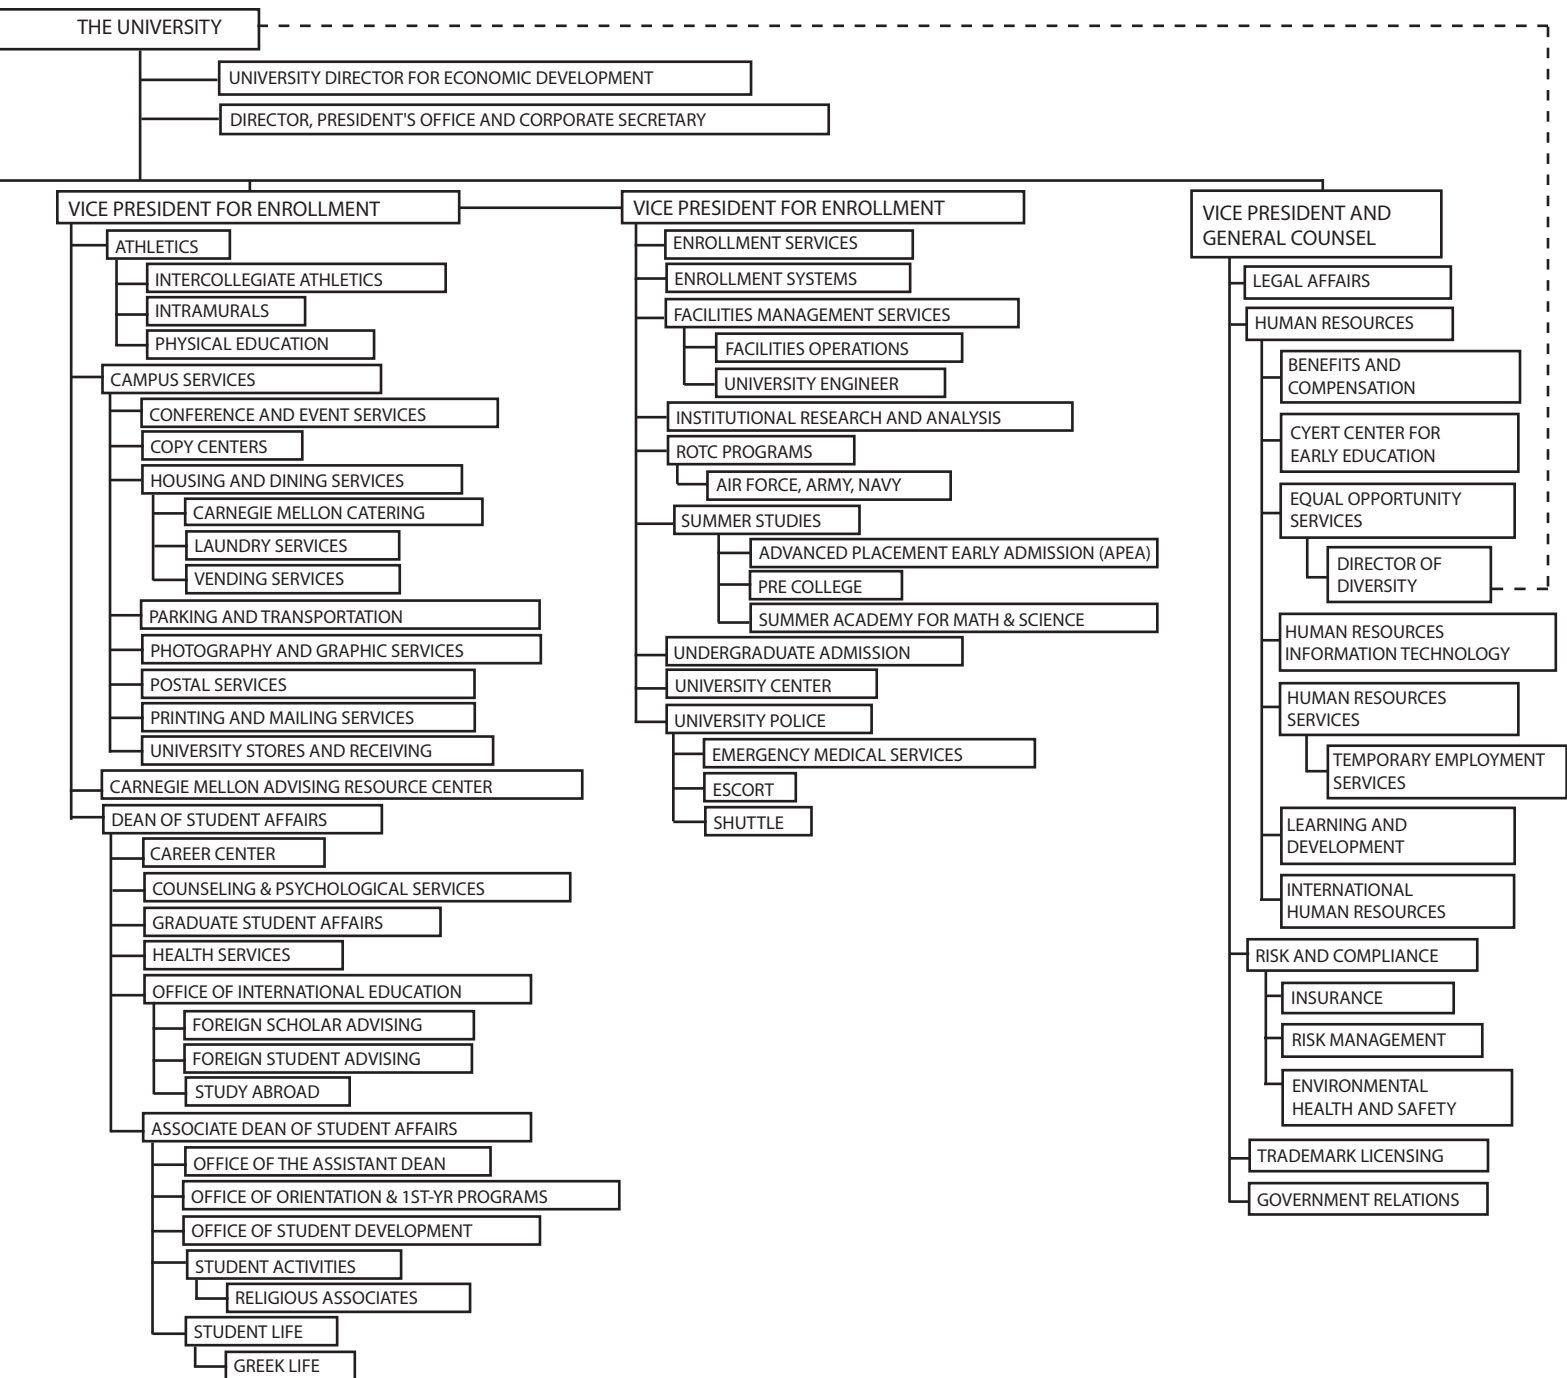 THE UNIVERSITY
UNIVERSITY DIRECTOR FOR ECONOMIC DEVELOPMENT
DIRECTOR, PRESIDENT'S OFFICE AND CORPORATE SECRETARY
VICE PRESIDENT FOR ENROLLMENT
ATHLETICS
INTERCOLLEGIATE ATHLETICS
INTRAMURALS
PHYSICAL EDUCATION
CAMPUS SERVICES
CONFERENCE AND EVENT SERVICES
COPY CENTERS
HOUSING AND DINING SERVICES
CARNEGIE MELLON CATERING
LAUNDRY SERVICES
VENDING SERVICES
PARKING AND TRANSPORTATION
PHOTOGRAPHY AND GRAPHIC SERVICES
POSTAL SERVICES
PRINTING AND MAILING SERVICES
UNIVERSITY STORES AND RECEIVING
CARNEGIE MELLON ADVISING RESOURCE CENTER
DEAN OF STUDENT AFFAIRS
CAREER CENTER
COUNSELING & PSYCHOLOGICAL SERVICES
GRADUATE STUDENT AFFAIRS
HEALTH SERVICES
OFFICE OF INTERNATIONAL EDUCATION
FOREIGN SCHOLAR ADVISING
FOREIGN STUDENT ADVISING
STUDY ABROAD
ASSOCIATE DEAN OF STUDENT AFFAIRS
OFFICE OF THE ASSISTANT DEAN
OFFICE OF ORIENTATION & 1ST-YR PROGRAMS
OFFICE OF STUDENT DEVELOPMENT
STUDENT ACTIVITIES
RELIGIOUS ASSOCIATES
STUDENT LIFE
GREEK LIFE
VICE PRESIDENT FOR ENROLLMENT
ENROLLMENT SERVICES
ENROLLMENT SYSTEMS
FACILITIES MANAGEMENT SERVICES
FACILITIES OPERATIONS
UNIVERSITY ENGINEER
INSTITUTIONAL RESEARCH AND ANALYSIS
ROTC PROGRAMS
AIR FORCE, ARMY, NAVY
SUMMER STUDIES
ADVANCED PLACEMENT EARLY ADMISSION (APEA)
PRE COLLEGE
SUMMER ACADEMY FOR MATH & SCIENCE
UNDERGRADUATE ADMISSION
UNIVERSITY CENTER
UNIVERSITY POLICE
EMERGENCY MEDICAL SERVICES
ESCORT
SHUTTLE
VICE PRESIDENT AND
GENERAL COUNSEL
LEGAL AFFAIRS
HUMAN RESOURCES
BENEFITS AND
COMPENSATION
CYERT CENTER FOR
EARLY EDUCATION
EQUAL OPPORTUNITY
SERVICES
DIRECTOR OF
DIVERSITY
HUMAN RESOURCES
INFORMATION TECHNOLOGY
HUMAN RESOURCES
SERVICES
TEMPORARY EMPLOYMENT
SERVICES
LEARNING AND
DEVELOPMENT
INTERNATIONAL
HUMAN RESOURCES
RISK AND COMPLIANCE
INSURANCE
RISK MANAGEMENT
ENVIRONMENTAL
HEALTH AND SAFETY
TRADEMARK LICENSING
GOVERNMENT RELATIONS